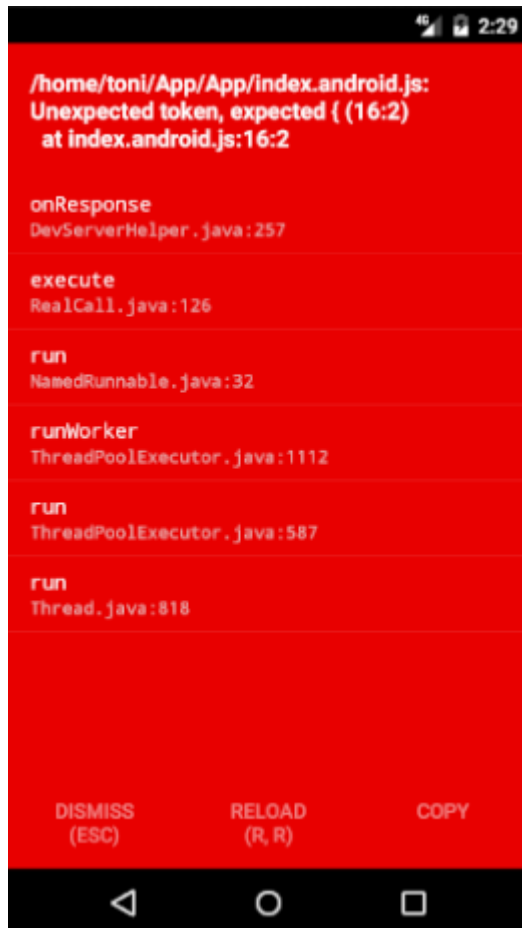 4G 2:29
/home/toni/App/App/index.android.js:
Unexpected token, expected { (16:2)
at index.android.js:16:2
onResponse
DevServerHelper.java:257
execute
RealCall.java:126
run
NamedRunnable.java:32
runWorker
ThreadPoolExecutor.java:1112
run
ThreadPoolExecutor.java:587
run
Thread.java:818
DISMISS RELOAD COPY
(ESC) (R, R)